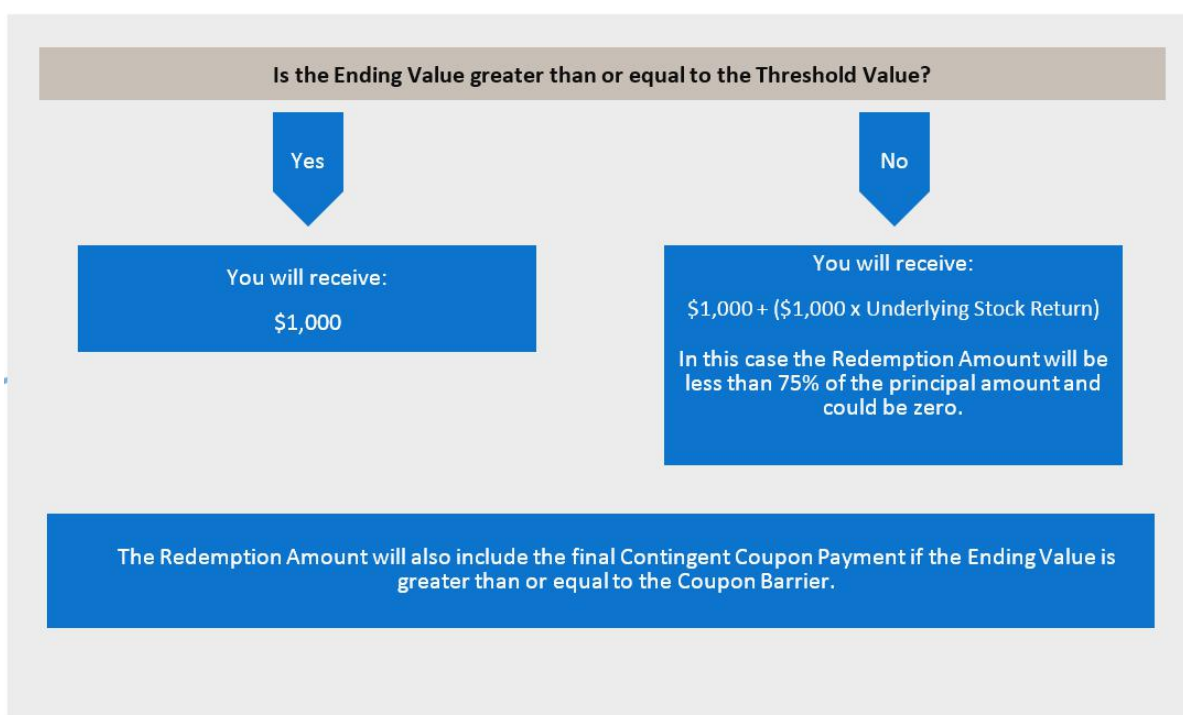 Is the Ending Value greater than or equal to the Threshold Value?
Yes
No
You will receive:
$1,000
You will receive:
$1,000 + ($1,000 x Underlying Stock Return)
In this case the Redemption Amount will be
less than 75% of the principal amount and
could be zero.
The Redemption Amount will also include the final Contingent Coupon Payment if the Ending Value is
greater than or equal to the Coupon Barrier.